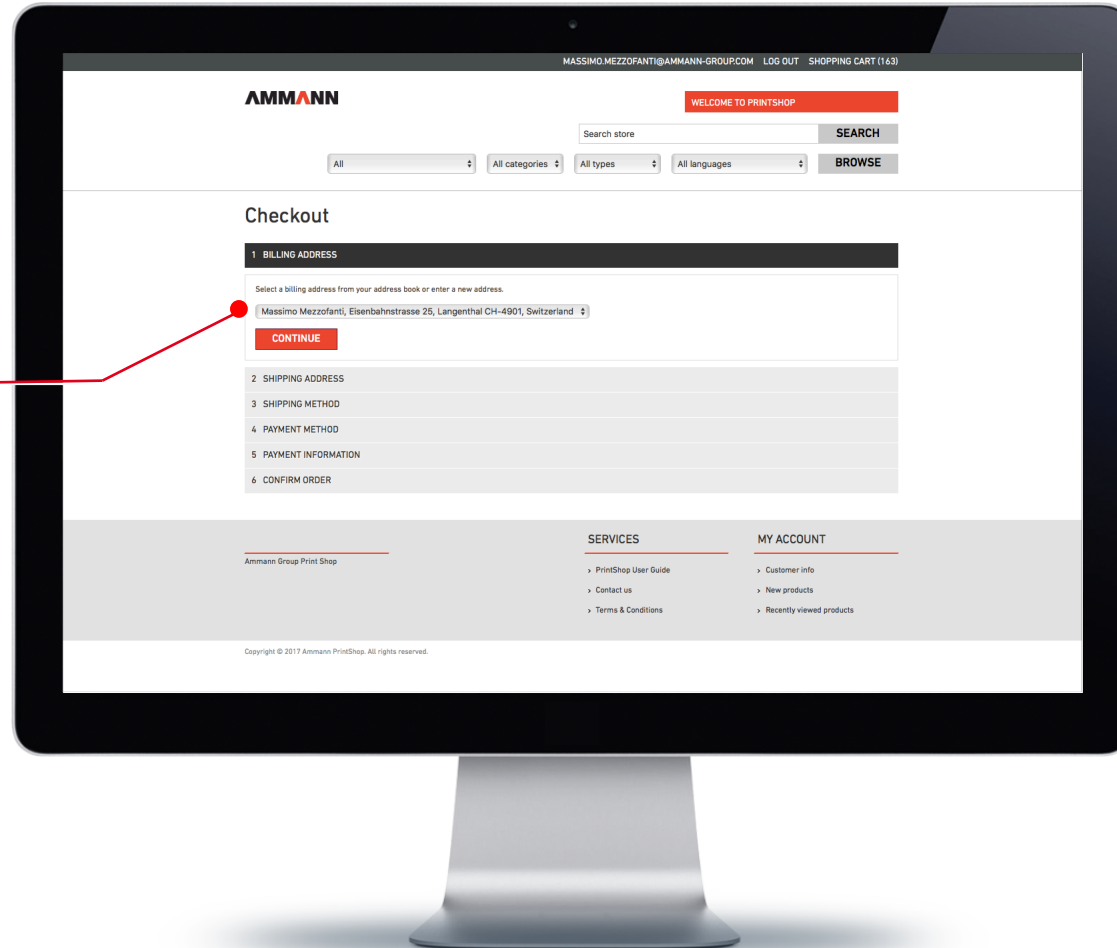 MASSIMO.MEZZOFANTI@AMMANN-GROUP.COM LOG OUT SHOPPING CART (163)
AMMANN
WELCOME TO PRINTSHOP
Search store SEARCH
All All categories All types All languages BROWSE
Checkout
1 BILLING ADDRESS
Select a billing address from your address book or enter a new address.
Massimo Mezzofanti, Eisenbahnstrasse 25, Langenthal CH-4901, Switzerland
CONTINUE
2 SHIPPING ADDRESS
3 SHIPPING METHOD
4 PAYMENT METHOD
5 PAYMENT INFORMATION
6 CONFIRM ORDER
Ammann Group Print Shop
SERVICES
› PrintShop User Guide
› Contact us
› Terms & Conditions
MY ACCOUNT
› Customer info
› New products
› Recently viewed products
Copyright © 2017 Ammann PrintShop. All rights reserved.